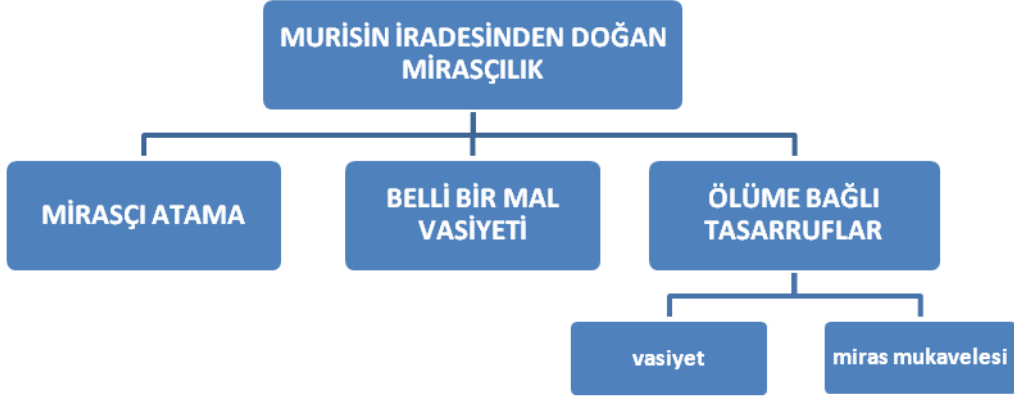 MURİSİN İRADESİNDEN DOĞAN
MİRASÇILIK
MİRASÇI ATAMA
BELLİ BİR MAL
VASİYETİ
ÖLÜME BAĞLI
TASARRUFLAR
vasiyet
miras mukavelesi